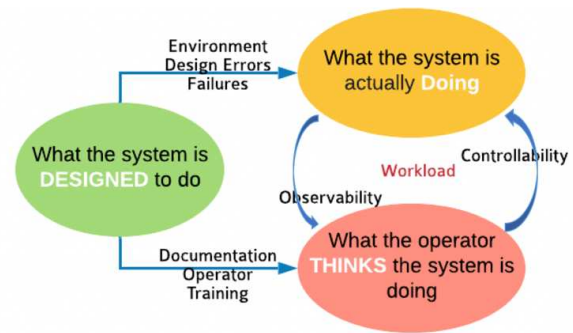 Environment
Design Errors
Failures
What the system is
actually Doing
What the system is
DESIGNED to do
Workload
Controllability
Observability
Documentation
Operator
Training
What the operator
THINKS the system is
doing